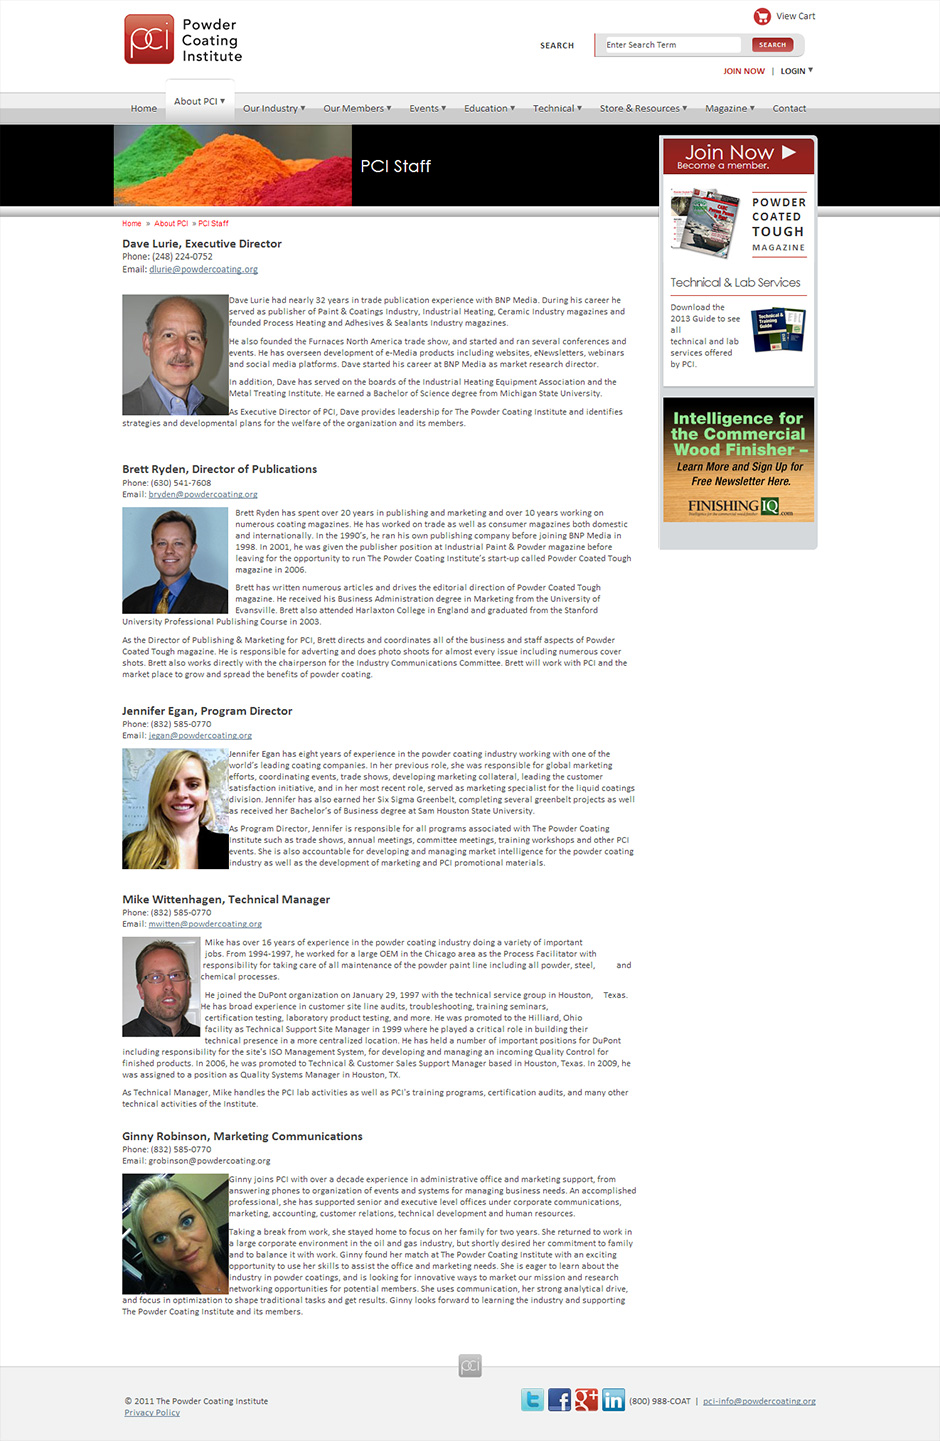 pci Powder
Coating
Institute
View Cart
SEARCH Enter Search Term SEARCH
JOIN NOW | LOGIN
Home About PCI Our Industry Our Members Events Education Technical Store & Resources Magazine Contact
PCI Staff
Join Now
Become a member.
POWDER
COATED
TOUGH
MAGAZINE
Technical & Lab Services
Download the
2013 Guide to see
all
technical and lab
services offered
by PCI.
Technical &
Training
Guide
Intelligence for
the Commercial
Wood Finisher –
Learn More and Sign Up for
Free Newsletter Here.
FINISHING IQ.com
Home » About PCI » PCI Staff
Dave Lurie, Executive Director
Phone: (248) 224-0752
Email: dlurie@powdercoating.org
Dave Lurie had nearly 32 years in trade publication experience with BNP Media. During his career he
served as publisher of Paint & Coatings Industry, Industrial Heating, Ceramic Industry magazines and
founded Process Heating and Adhesives & Sealants Industry magazines.
He also founded the Furnaces North America trade show, and started and ran several conferences and
events. He has overseen development of e-Media products including websites, eNewsletters, webinars
and social media platforms. Dave started his career at BNP Media as market research director.
In addition, Dave has served on the boards of the Industrial Heating Equipment Association and the
Metal Treating Institute. He earned a Bachelor of Science degree from Michigan State University.
As Executive Director of PCI, Dave provides leadership for The Powder Coating Institute and identifies
strategies and developmental plans for the welfare of the organization and its members.
Brett Ryden, Director of Publications
Phone: (630) 541-7608
Email: bryden@powdercoating.org
Brett Ryden has spent over 20 years in publishing and marketing and over 10 years working on
numerous coating magazines. He has worked on trade as well as consumer magazines both domestic
and internationally. In the 1990's, he ran his own publishing company before joining BNP Media in
1998. In 2001, he was given the publisher position at Industrial Paint & Powder magazine before
leaving for the opportunity to run The Powder Coating Institute's start-up called Powder Coated Tough
magazine in 2006.
Brett has written numerous articles and drives the editorial direction of Powder Coated Tough
magazine. He received his Business Administration degree in Marketing from the University of
Evansville. Brett also attended Harlaxton College in England and graduated from the Stanford
University Professional Publishing Course in 2003.
As the Director of Publishing & Marketing for PCI, Brett directs and coordinates all of the business and staff aspects of Powder
Coated Tough magazine. He is responsible for adverting and does photo shoots for almost every issue including numerous cover
shots. Brett also works directly with the chairperson for the Industry Communications Committee. Brett will work with PCI and the
market place to grow and spread the benefits of powder coating.
Jennifer Egan, Program Director
Phone: (832) 585-0770
Email: jegan@powdercoating.org
Jennifer Egan has eight years of experience in the powder coating industry working with one of the
world's leading coating companies. In her previous role, she was responsible for global marketing
efforts, coordinating events, trade shows, developing marketing collateral, leading the customer
satisfaction initiative, and in her most recent role, served as marketing specialist for the liquid coatings
division. Jennifer has also earned her Six Sigma Greenbelt, completing several greenbelt projects as well
as received her Bachelor's of Business degree at Sam Houston State University.
As Program Director, Jennifer is responsible for all programs associated with The Powder Coating
Institute such as trade shows, annual meetings, committee meetings, training workshops and other PCI
events. She is also accountable for developing and managing market intelligence for the powder coating
industry as well as the development of marketing and PCI promotional materials.
Mike Wittenhagen, Technical Manager
Phone: (832) 585-0770
Email: mwitten@powdercoating.org
Mike has over 16 years of experience in the powder coating industry doing a variety of important
jobs. From 1994-1997, he worked for a large OEM in the Chicago area as the Process Facilitator with
responsibility for taking care of all maintenance of the powder paint line including all powder, steel, and
chemical processes.
He joined the DuPont organization on January 29, 1997 with the technical service group in Houston, Texas.
He has broad experience in customer site line audits, troubleshooting, training seminars,
certification testing, laboratory product testing, and more. He was promoted to the Hilliard, Ohio
facility as Technical Support Site Manager in 1999 where he played a critical role in building their
technical presence in a more centralized location. He has held a number of important positions for DuPont
including responsibility for the site's ISO Management System, for developing and managing an incoming Quality Control for
finished products. In 2006, he was promoted to Technical & Customer Sales Support Manager based in Houston, Texas. In 2009, he
was assigned to a position as Quality Systems Manager in Houston, TX.
As Technical Manager, Mike handles the PCI lab activities as well as PCI's training programs, certification audits, and many other
technical activities of the Institute.
Ginny Robinson, Marketing Communications
Phone: (832) 585-0770
Email: grobinson@powdercoating.org
Ginny joins PCI with over a decade experience in administrative office and marketing support, from
answering phones to organization of events and systems for managing business needs. An accomplished
professional, she has supported senior and executive level offices under corporate communications,
marketing, accounting, customer relations, technical development and human resources.
Taking a break from work, she stayed home to focus on her family for two years. She returned to work in
a large corporate environment in the oil and gas industry, but shortly desired her commitment to family
and to balance it with work. Ginny found her match at The Powder Coating Institute with an exciting
opportunity to use her skills to assist the office and marketing needs. She is eager to learn about the
industry in powder coatings, and is looking for innovative ways to market our mission and research
networking opportunities for potential members. She uses communication, her strong analytical drive,
and focus in optimization to shape traditional tasks and get results. Ginny looks forward to learning the industry and supporting
The Powder Coating Institute and its members.
pci
© 2011 The Powder Coating Institute
Privacy Policy
(800) 988-COAT | pci-info@powdercoating.org